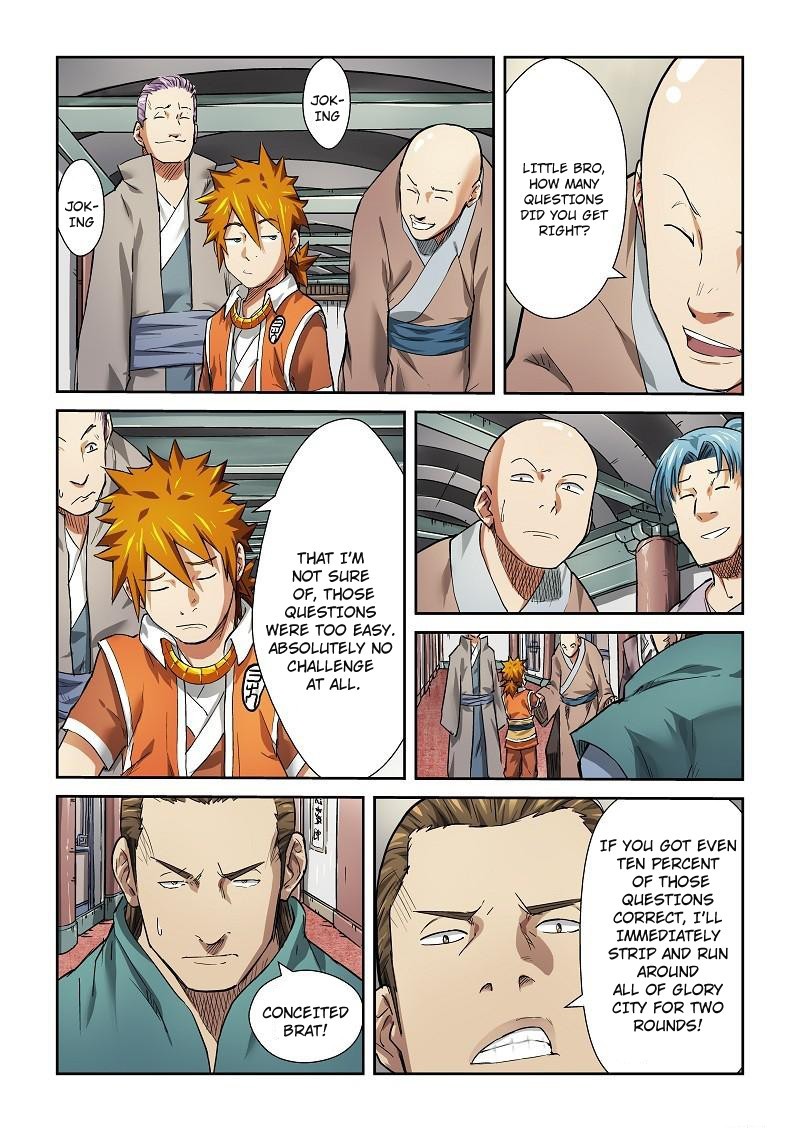 JOK-
ING
JOK-
ING
LITTLE BRO,
HOW MANY
QUESTIONS
DID YOU GET
RIGHT?
THAT I'M
NOT SURE
OF, THOSE
QUESTIONS
WERE TOO EASY.
ABSOLUTELY NO
CHALLENGE
AT ALL.
CONCEITED
BRAT!
IF YOU GOT EVEN
TEN PERCENT
OF THOSE
QUESTIONS
CORRECT, I'LL
IMMEDIATELY
STRIP AND RUN
AROUND
ALL OF GLORY
CITY FOR TWO
ROUNDS!